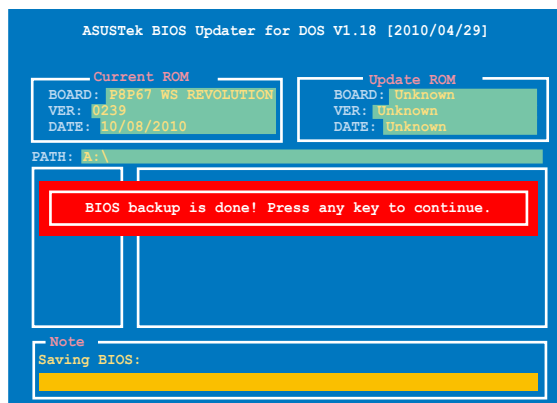 ASUSTek BIOS Updater for DOS V1.18 [2010/04/29]
Current ROM
BOARD: P8P67 WS REVOLUTION
VER: 0239
DATE: 10/08/2010
Update ROM
BOARD: Unknown
VER: Unknown
DATE: Unknown
PATH: A:\
BIOS backup is done! Press any key to continue.
Note
Saving BIOS: